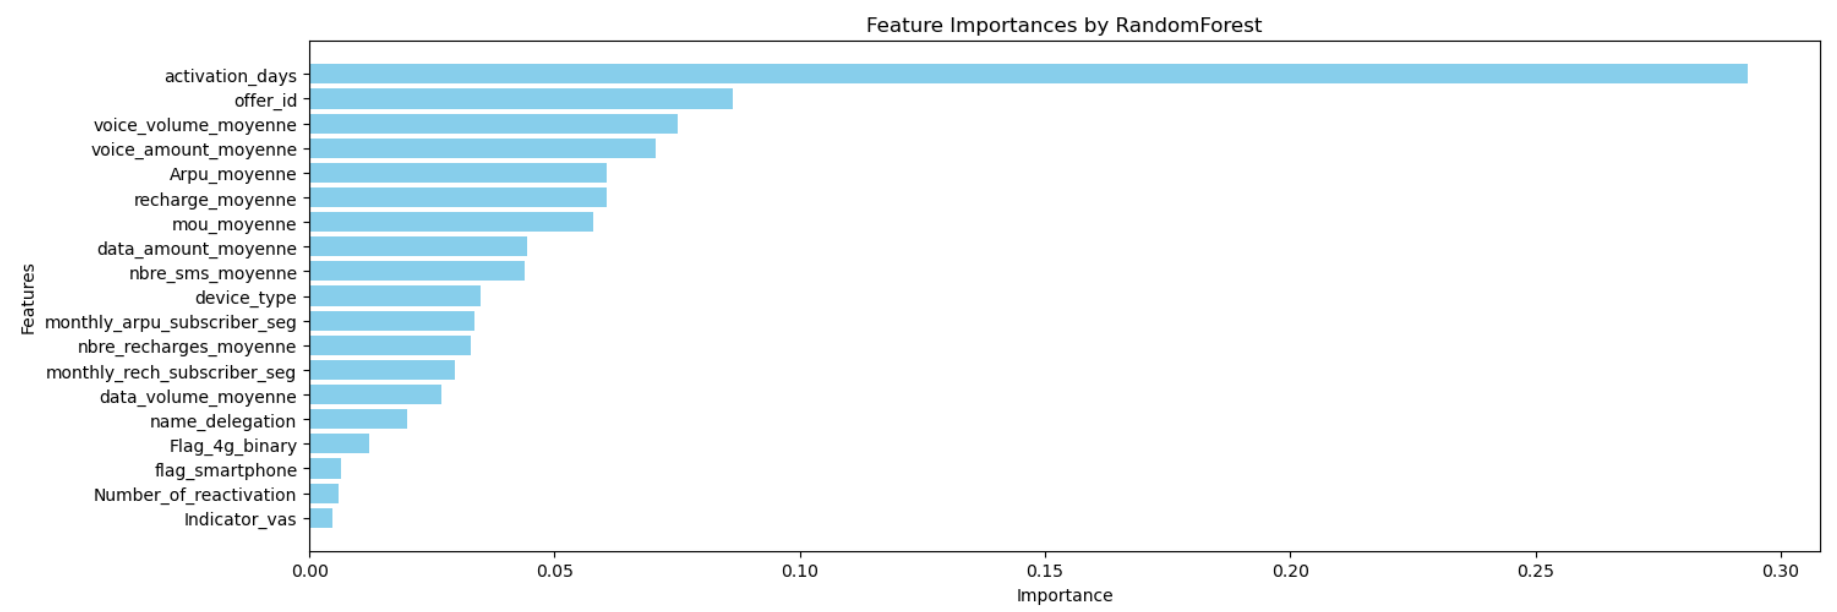 Feature Importances by RandomForest
activation_days
offer_id
voice_volume_moyenne
voice_amount_moyenne
Arpu_moyenne
recharge_moyenne
mou_moyenne
data_amount_moyenne
nbre_sms_moyenne
device_type
monthly_arpu_subscriber_seg
nbre_recharges_moyenne
monthly_rech_subscriber_seg
data_volume_moyenne
name_delegation
Flag_4g_binary
flag_smartphone
Number_of_reactivation
Indicator_vas
Features
0.00 0.05 0.10 0.15 0.20 0.25 0.30
Importance